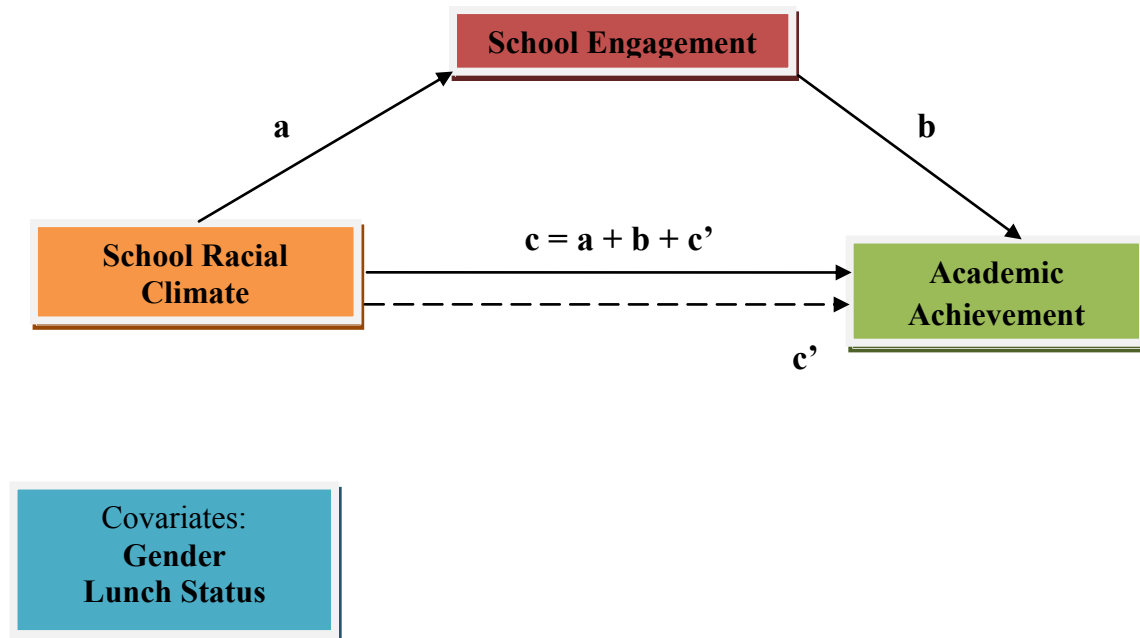 School Engagement
a
b
c = a + b + c’
School Racial
Climate
Academic
Achievement
c’
Covariates:
Gender
Lunch Status